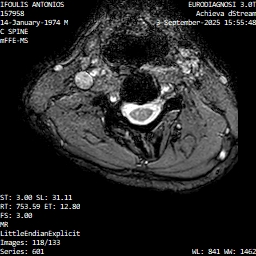 IFOULIS ANTONIOS
157958
14-January-1974 M
C SPINE
mFFE-MS
EURODIAGNOSI 3.0T
Achieva dStream
3-September-2025 15:55:48
ST: 3.00 SL: 31.11
RT: 753.59 ET: 12.80
FS: 3.00
MR
LittleEndianExplicit
Images: 118/133
Series: 601
WL: 841 WW: 1462